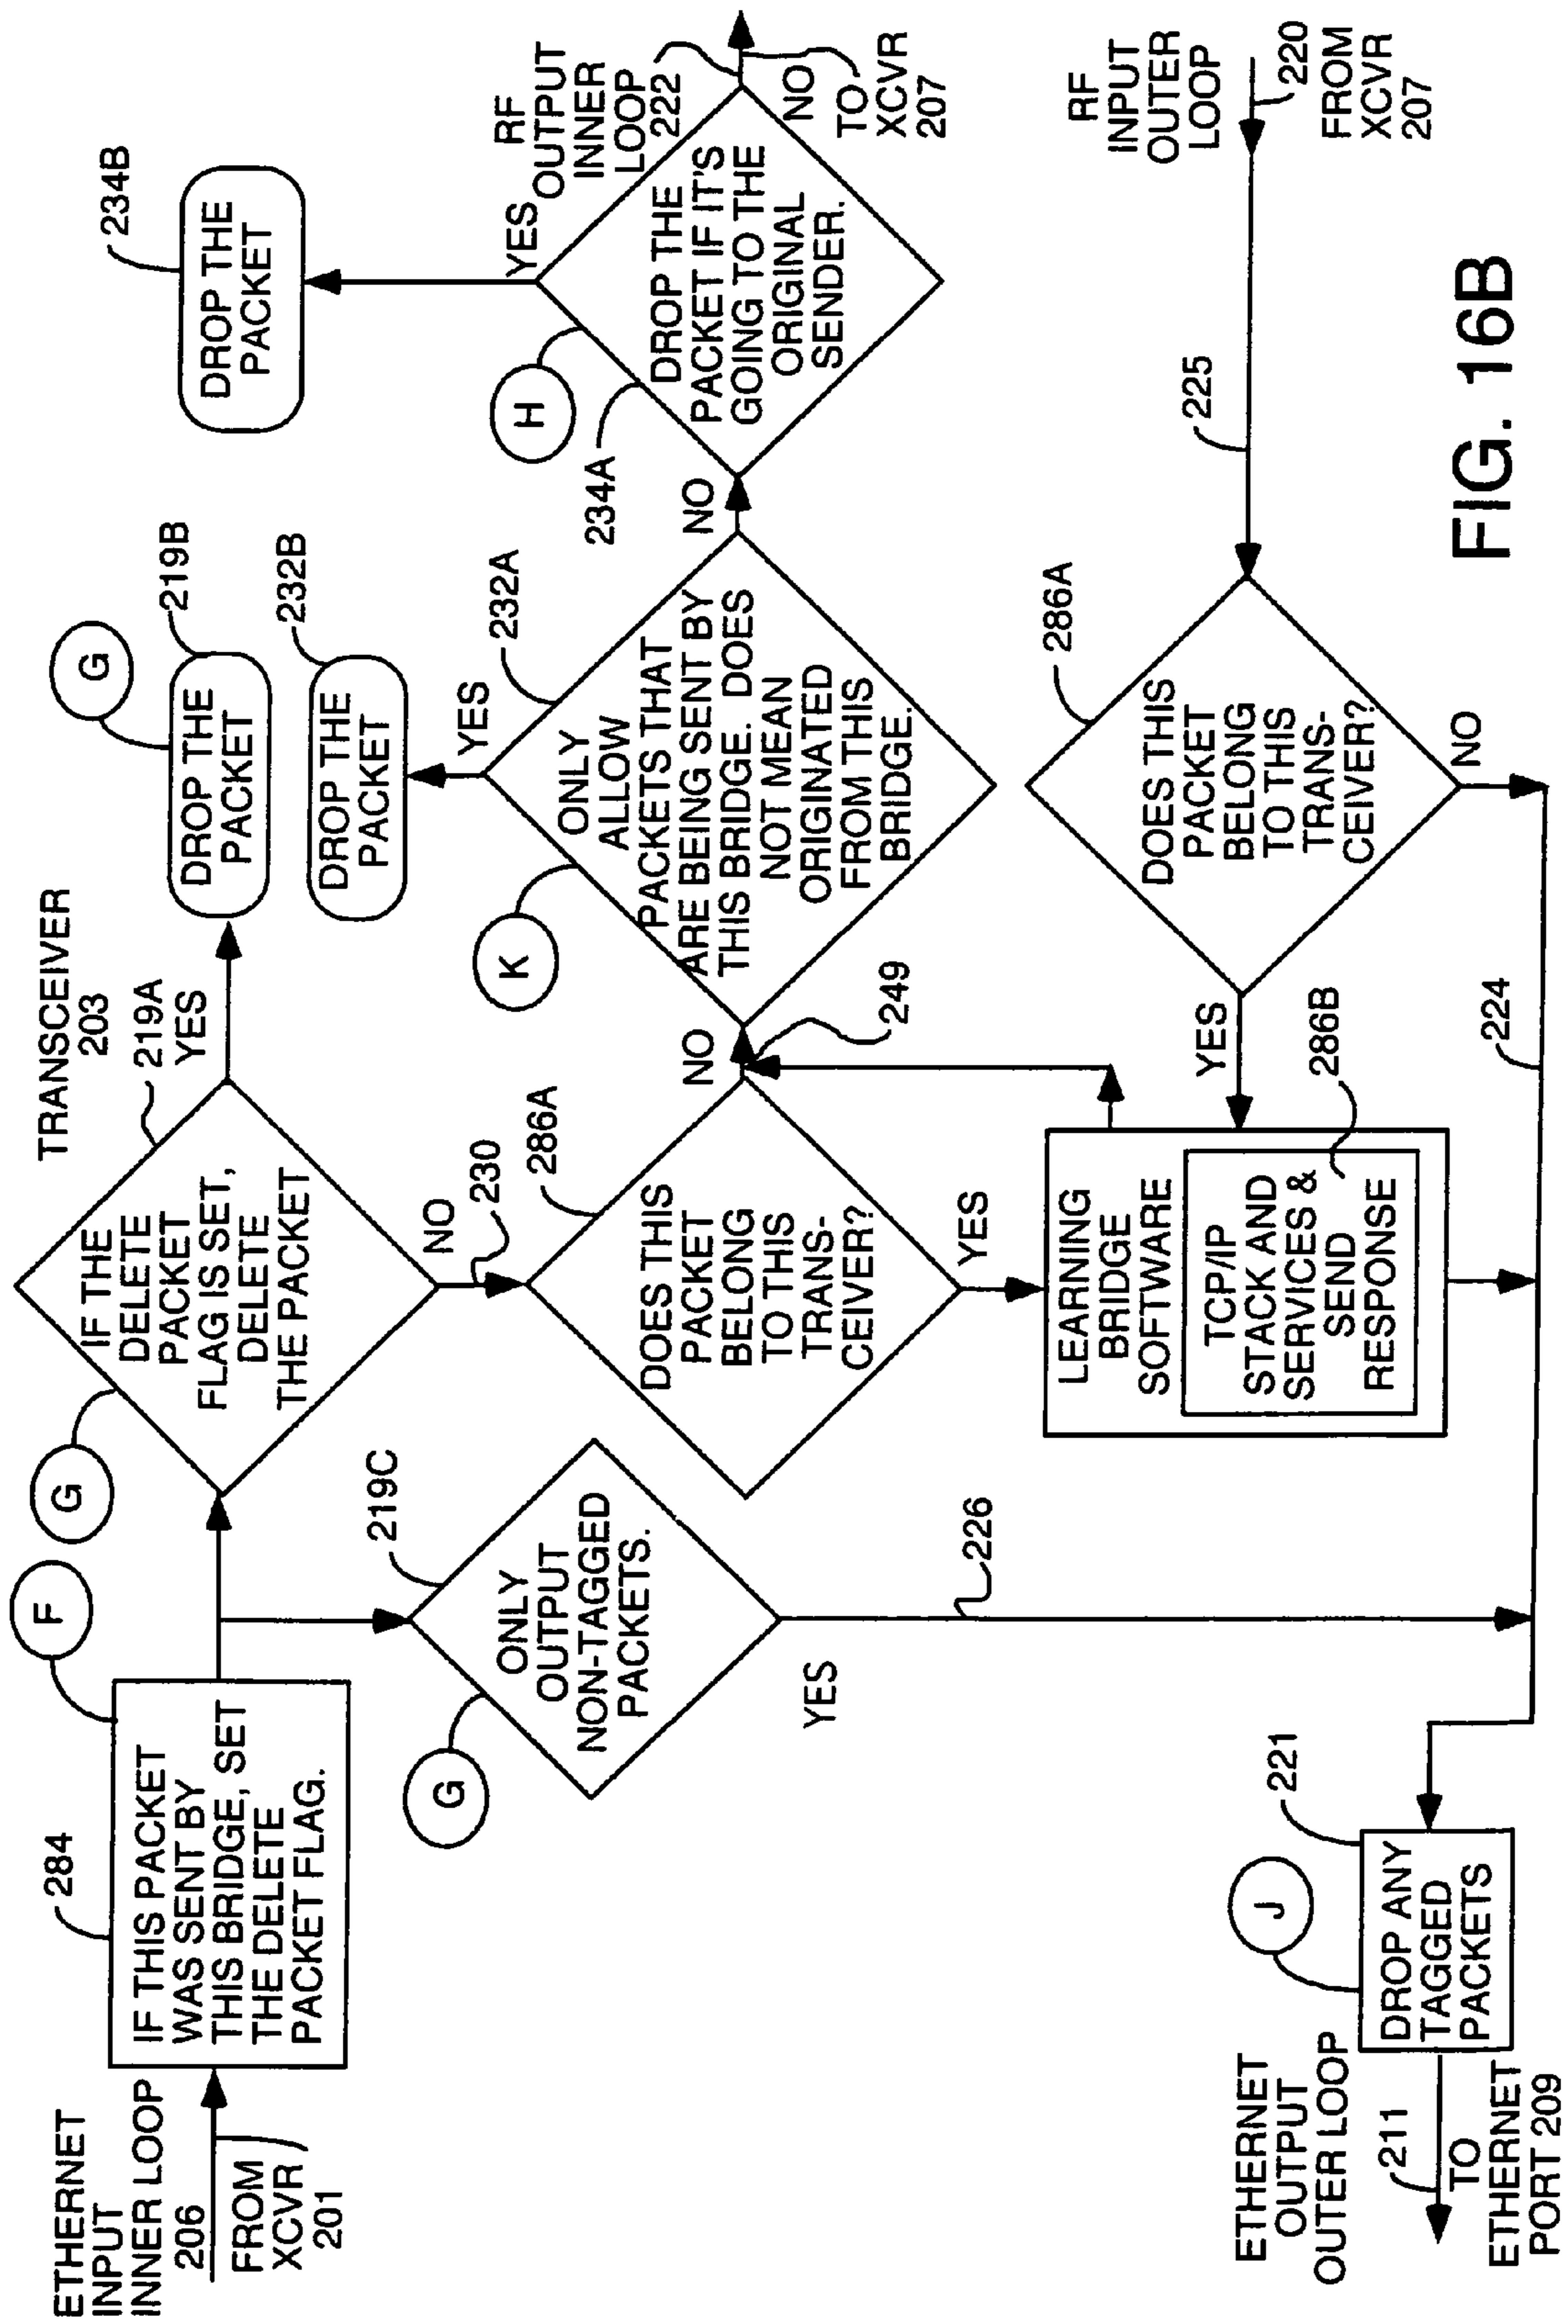 ETHERNET
INPUT
INNER LOOP
206
FROM
XCVR
201
284
IF THIS PACKET
WAS SENT BY
THIS BRIDGE, SET
THE DELETE
PACKET FLAG.
F
G
IF THE
DELETE
PACKET
FLAG IS SET,
DELETE
THE PACKET
TRANSCEIVER
203
219A
YES
G
219B
DROP THE
PACKET
NO
230
G
219C
ONLY
OUTPUT
NON-TAGGED
PACKETS.
YES
226
286A
DOES THIS
PACKET
BELONG
TO THIS
TRANS-
CEIVER?
NO
249
YES
LEARNING
BRIDGE
SOFTWARE
TCP/IP
STACK AND
SERVICES &
SEND
RESPONSE
286B
K
232A
ONLY
ALLOW
PACKETS THAT
ARE BEING SENT BY
THIS BRIDGE. DOES
NOT MEAN
ORIGINATED
FROM THIS
BRIDGE.
YES
232B
DROP THE
PACKET
NO
H
234A
DROP THE
PACKET IF IT'S
GOING TO THE
ORIGINAL
SENDER.
YES
234B
DROP THE
PACKET
RF
OUTPUT
INNER
LOOP
222
NO
TO
XCVR
207
RF
INPUT
OUTER
LOOP
220
FROM
XCVR
207
225
286A
DOES THIS
PACKET
BELONG
TO THIS
TRANS-
CEIVER?
YES
NO
224
221
J
DROP ANY
TAGGED
PACKETS
ETHERNET
OUTPUT
OUTER LOOP
211
TO
ETHERNET
PORT 209
FIG. 16B